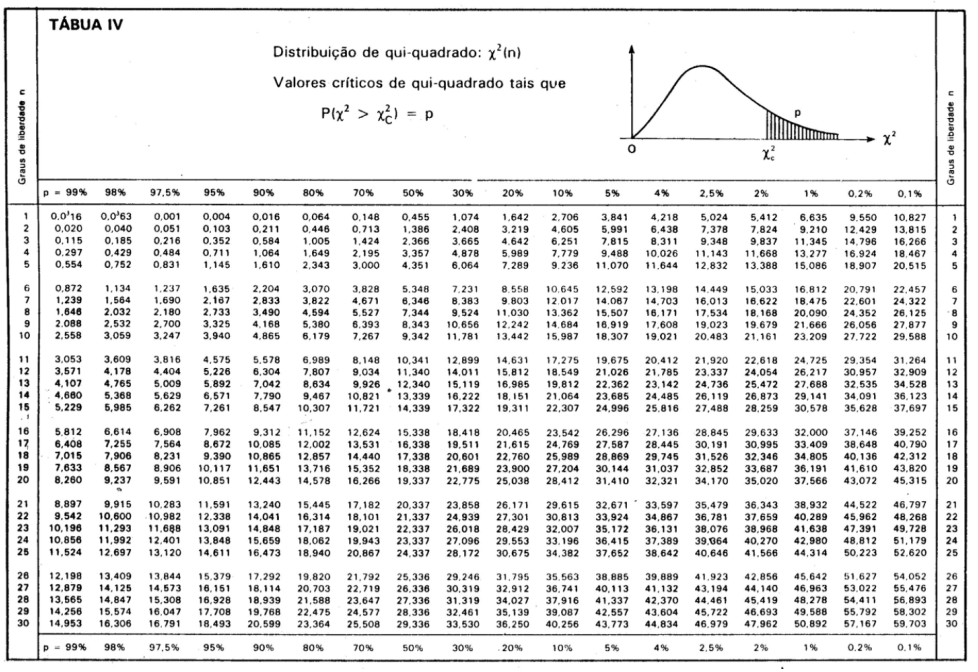 TÁBUA IV
Distribuição de qui-quadrado: χ²(n)
Valores críticos de qui-quadrado tais que
P(χ² > χ²c) = p
p
0
χ²c
χ²
Graus de liberdade n
Graus de liberdade n
p = 99% 98% 97,5% 95% 90% 80% 70% 50% 30% 20% 10% 5% 4% 2,5% 2% 1% 0,2% 0,1%
1 0,0³16 0,0³63 0,001 0,004 0,016 0,064 0,148 0,455 1,074 1,642 2,706 3,841 4,218 5,024 5,412 6,635 9,550 10,827 1
2 0,020 0,040 0,051 0,103 0,211 0,446 0,713 1,386 2,408 3,219 4,605 5,991 6,438 7,378 7,824 9,210 12,429 13,815 2
3 0,115 0,185 0,216 0,352 0,584 1,005 1,424 2,366 3,665 4,642 6,251 7,815 8,311 9,348 9,837 11,345 14,796 16,266 3
4 0,297 0,429 0,484 0,711 1,064 1,649 2,195 3,357 4,878 5,989 7,779 9,488 10,026 11,143 11,668 13,277 16,924 18,467 4
5 0,554 0,752 0,831 1,145 1,610 2,343 3,000 4,351 6,064 7,289 9,236 11,070 11,644 12,832 13,388 15,086 18,907 20,515 5
6 0,872 1,134 1,237 1,635 2,204 3,070 3,828 5,348 7,231 8,558 10,645 12,592 13,198 14,449 15,033 16,812 20,791 22,457 6
7 1,239 1,564 1,690 2,167 2,833 3,822 4,671 6,346 8,383 9,803 12,017 14,067 14,703 16,013 16,622 18,475 22,601 24,322 7
8 1,646 2,032 2,180 2,733 3,490 4,594 5,527 7,344 9,524 11,030 13,362 15,507 16,171 17,534 18,168 20,090 24,352 26,125 8
9 2,088 2,532 2,700 3,325 4,168 5,380 6,393 8,343 10,656 12,242 14,684 16,919 17,608 19,023 19,679 21,666 26,056 27,877 9
10 2,558 3,059 3,247 3,940 4,865 6,179 7,267 9,342 11,781 13,442 15,987 18,307 19,021 20,483 21,161 23,209 27,722 29,588 10
11 3,053 3,609 3,816 4,575 5,578 6,989 8,148 10,341 12,899 14,631 17,275 19,675 20,412 21,920 22,618 24,725 29,354 31,264 11
12 3,571 4,178 4,404 5,226 6,304 7,807 9,034 11,340 14,011 15,812 18,549 21,026 21,785 23,337 24,054 26,217 30,957 32,909 12
13 4,107 4,765 5,009 5,892 7,042 8,634 9,926 12,340 15,119 16,985 19,812 22,362 23,142 24,736 25,472 27,688 32,535 34,528 13
14 4,660 5,368 5,629 6,571 7,790 9,467 10,821 13,339 16,222 18,151 21,064 23,685 24,485 26,119 26,873 29,141 34,091 36,123 14
15 5,229 5,985 6,262 7,261 8,547 10,307 11,721 14,339 17,322 19,311 22,307 24,996 25,816 27,488 28,259 30,578 35,628 37,697 15
16 5,812 6,614 6,908 7,962 9,312 11,152 12,624 15,338 18,418 20,465 23,542 26,296 27,136 28,845 29,633 32,000 37,146 39,252 16
17 6,408 7,255 7,564 8,672 10,085 12,002 13,531 16,338 19,511 21,615 24,769 27,587 28,445 30,191 30,995 33,409 38,648 40,790 17
18 7,015 7,906 8,231 9,390 10,865 12,857 14,440 17,338 20,601 22,760 25,989 28,869 29,745 31,526 32,346 34,805 40,136 42,312 18
19 7,633 8,567 8,906 10,117 11,651 13,716 15,352 18,338 21,689 23,900 27,204 30,144 31,037 32,852 33,687 36,191 41,610 43,820 19
20 8,260 9,237 9,591 10,851 12,443 14,578 16,266 19,337 22,775 25,038 28,412 31,410 32,321 34,170 35,020 37,566 43,072 45,315 20
21 8,897 9,915 10,283 11,591 13,240 15,445 17,182 20,337 23,858 26,171 29,615 32,671 33,597 35,479 36,343 38,932 44,522 46,797 21
22 9,542 10,600 10,982 12,338 14,041 16,314 18,101 21,337 24,939 27,301 30,813 33,924 34,867 36,781 37,659 40,289 45,962 48,268 22
23 10,196 11,293 11,688 13,091 14,848 17,187 19,021 22,337 26,018 28,429 32,007 35,172 36,131 38,076 38,968 41,638 47,391 49,728 23
24 10,856 11,992 12,401 13,848 15,659 18,062 19,943 23,337 27,096 29,553 33,196 36,415 37,389 39,364 40,270 42,980 48,812 51,179 24
25 11,524 12,697 13,120 14,611 16,473 18,940 20,867 24,337 28,172 30,675 34,382 37,652 38,642 40,646 41,566 44,314 50,223 52,620 25
26 12,198 13,409 13,844 15,379 17,292 19,820 21,792 25,336 29,246 31,795 35,563 38,885 39,889 41,923 42,856 45,642 51,627 54,052 26
27 12,879 14,125 14,573 16,151 18,114 20,703 22,719 26,336 30,319 32,912 36,741 40,113 41,132 43,194 44,140 46,963 53,022 55,476 27
28 13,565 14,847 15,308 16,928 18,939 21,588 23,647 27,336 31,319 34,027 37,916 41,337 42,370 44,461 45,419 48,278 54,411 56,893 28
29 14,256 15,574 16,047 17,708 19,768 22,475 24,577 28,336 32,461 35,139 39,087 42,557 43,604 45,722 46,693 49,588 55,792 58,302 29
30 14,953 16,306 16,791 18,493 20,599 23,364 25,508 29,336 33,530 36,250 40,256 43,773 44,834 46,979 47,962 50,892 57,167 59,703 30
p = 99% 98% 97,5% 95% 90% 80% 70% 50% 30% 20% 10% 5% 4% 2,5% 2% 1% 0,2% 0,1%